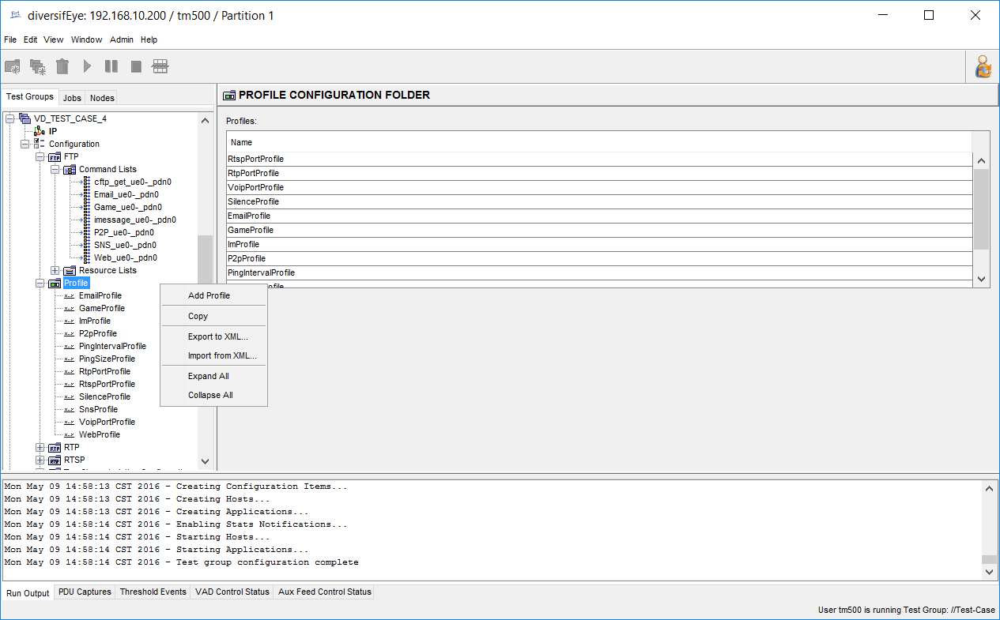 diversifEye: 192.168.10.200 / tm500 / Partition 1
File Edit View Window Admin Help
Test Groups Jobs Nodes
VD_TEST_CASE_4
IP
Configuration
FTP
Command Lists
cftp_get_ue0-_pdn0
Email_ue0-_pdn0
Game_ue0-_pdn0
imessage_ue0-_pdn0
P2P_ue0-_pdn0
SNS_ue0-_pdn0
Web_ue0-_pdn0
Resource Lists
Profile
EmailProfile
GameProfile
ImProfile
P2pProfile
PingIntervalProfile
PingSizeProfile
RtpPortProfile
RtspPortProfile
SilenceProfile
SnsProfile
VoipPortProfile
WebProfile
RTP
RTSP
Add Profile
Copy
Export to XML...
Import from XML...
Expand All
Collapse All
PROFILE CONFIGURATION FOLDER
Profiles:
Name
RtspPortProfile
RtpPortProfile
VoipPortProfile
SilenceProfile
EmailProfile
GameProfile
ImProfile
P2pProfile
PingIntervalProfile
Mon May 09 14:58:13 CST 2016 - Creating Configuration Items...
Mon May 09 14:58:13 CST 2016 - Creating Hosts...
Mon May 09 14:58:13 CST 2016 - Creating Applications...
Mon May 09 14:58:14 CST 2016 - Enabling Stats Notifications...
Mon May 09 14:58:14 CST 2016 - Starting Hosts...
Mon May 09 14:58:14 CST 2016 - Starting Applications...
Mon May 09 14:58:14 CST 2016 - Test group configuration complete
Run Output PDU Captures Threshold Events VAD Control Status Aux Feed Control Status
User tm500 is running Test Group: //Test-Case